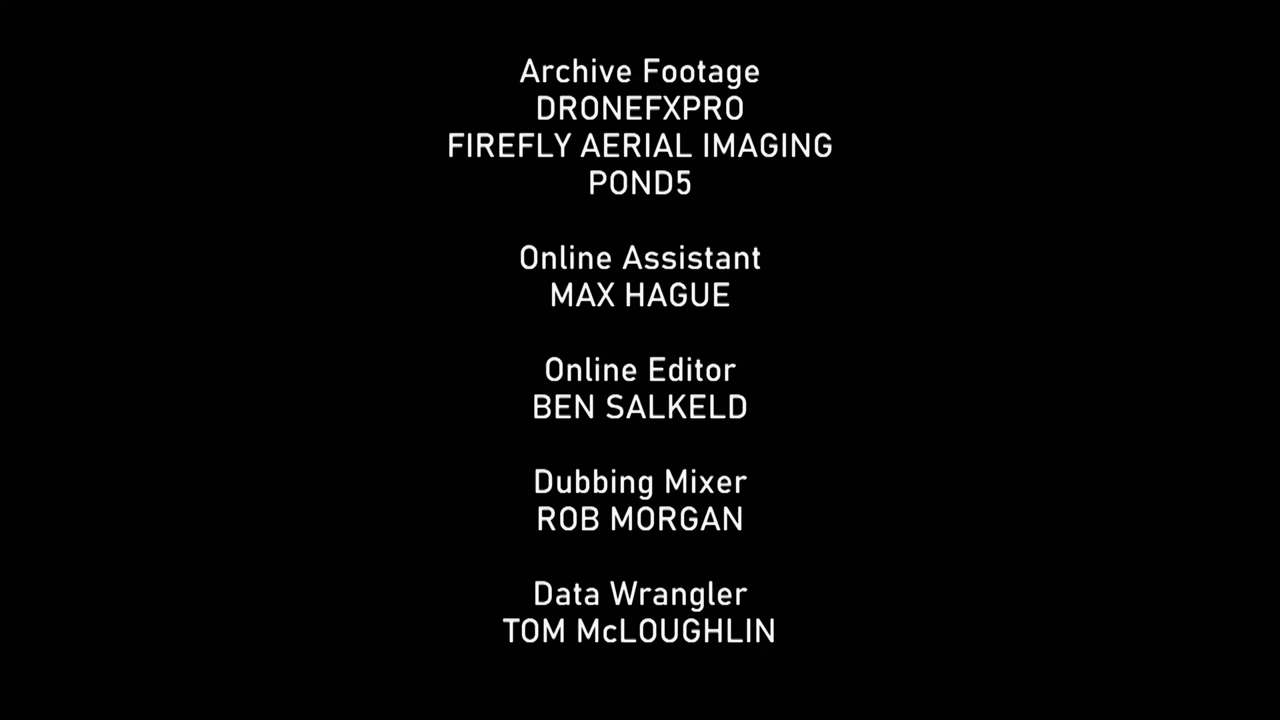 Archive Footage
DRONEFXPRO
FIREFLY AERIAL IMAGING
POND5
Online Assistant
MAX HAGUE
Online Editor
BEN SALKELD
Dubbing Mixer
ROB MORGAN
Data Wrangler
TOM McLOUGHLIN